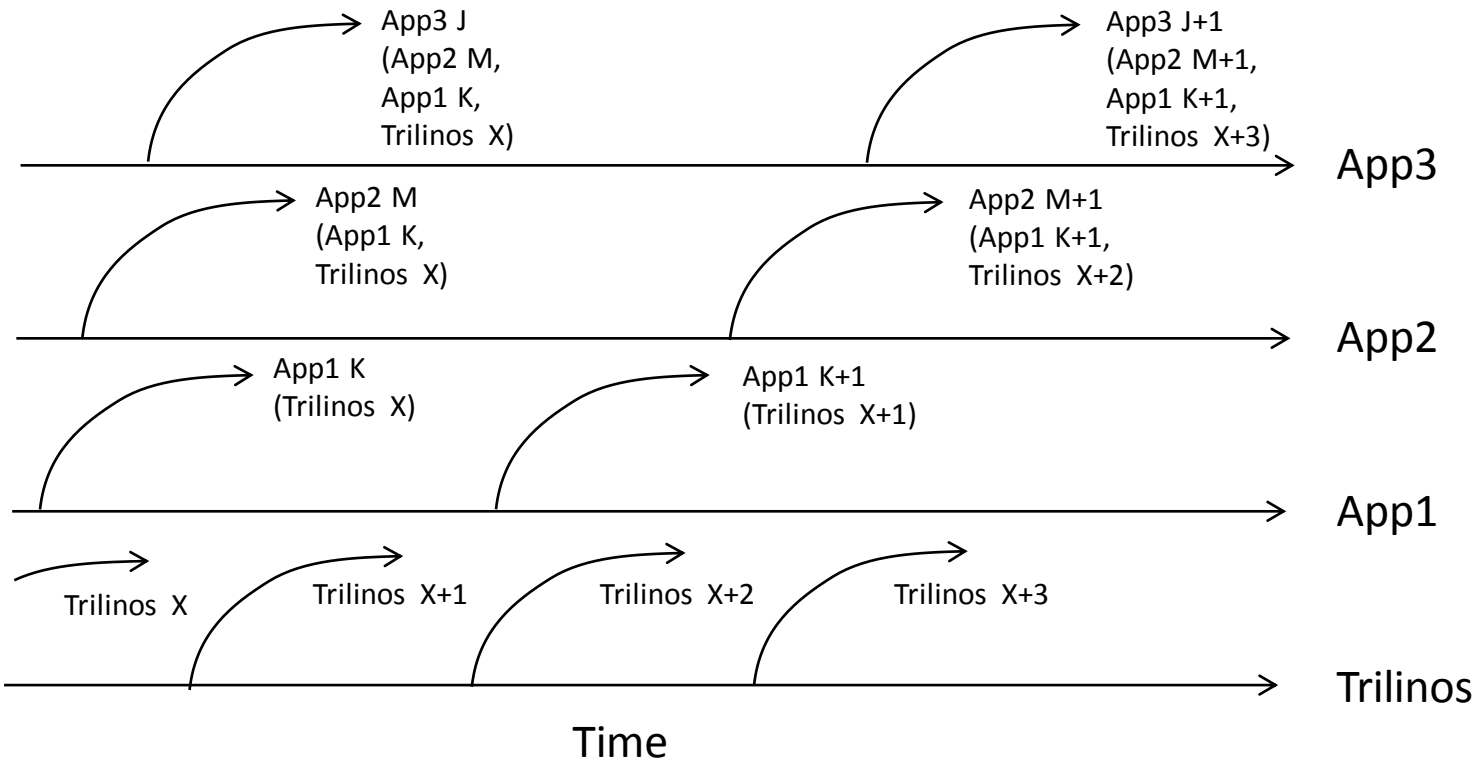 App3 J
(App2 M,
App1 K,
Trilinos X)
App3 J+1
(App2 M+1,
App1 K+1,
Trilinos X+3)
App3
App2 M
(App1 K,
Trilinos X)
App2 M+1
(App1 K+1,
Trilinos X+2)
App2
App1 K
(Trilinos X)
App1 K+1
(Trilinos X+1)
App1
Trilinos X
Trilinos X+1
Trilinos X+2
Trilinos X+3
Trilinos
Time